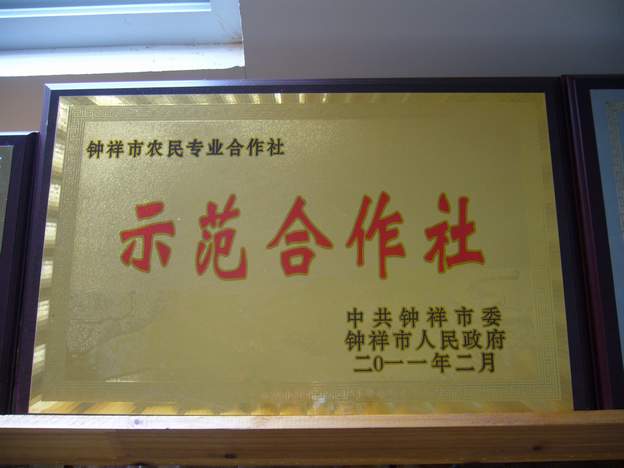 钟祥市农民专业合作社
示范合作社
中共钟祥市委
钟祥市人民政府
二0一一年二月